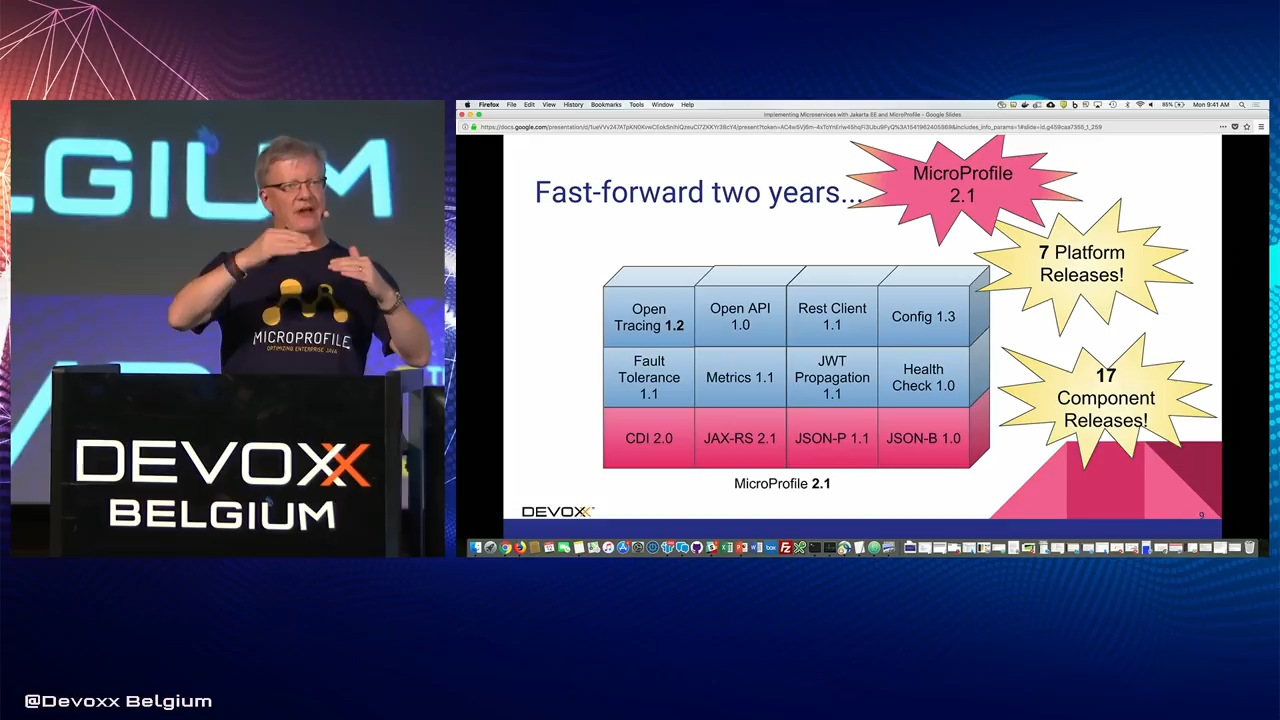 LGIUM
MICROPROFILE
OPTIMIZING ENTERPRISE JAVA
DEVOXX
BELGIUM
Firefox File Edit View History Bookmarks Tools Window Help
Mon 9:41 AM
Implementing Microservices with Jakarta EE and MicroProfile - Google Slides
Fast-forward two years...
MicroProfile
2.1
7 Platform
Releases!
Open
Tracing 1.2
Open API
1.0
Rest Client
1.1
Config 1.3
Fault
Tolerance
1.1
Metrics 1.1
JWT
Propagation
1.1
Health
Check 1.0
17
Component
Releases!
CDI 2.0
JAX-RS 2.1
JSON-P 1.1
JSON-B 1.0
MicroProfile 2.1
DEVOXX
9
@Devoxx Belgium